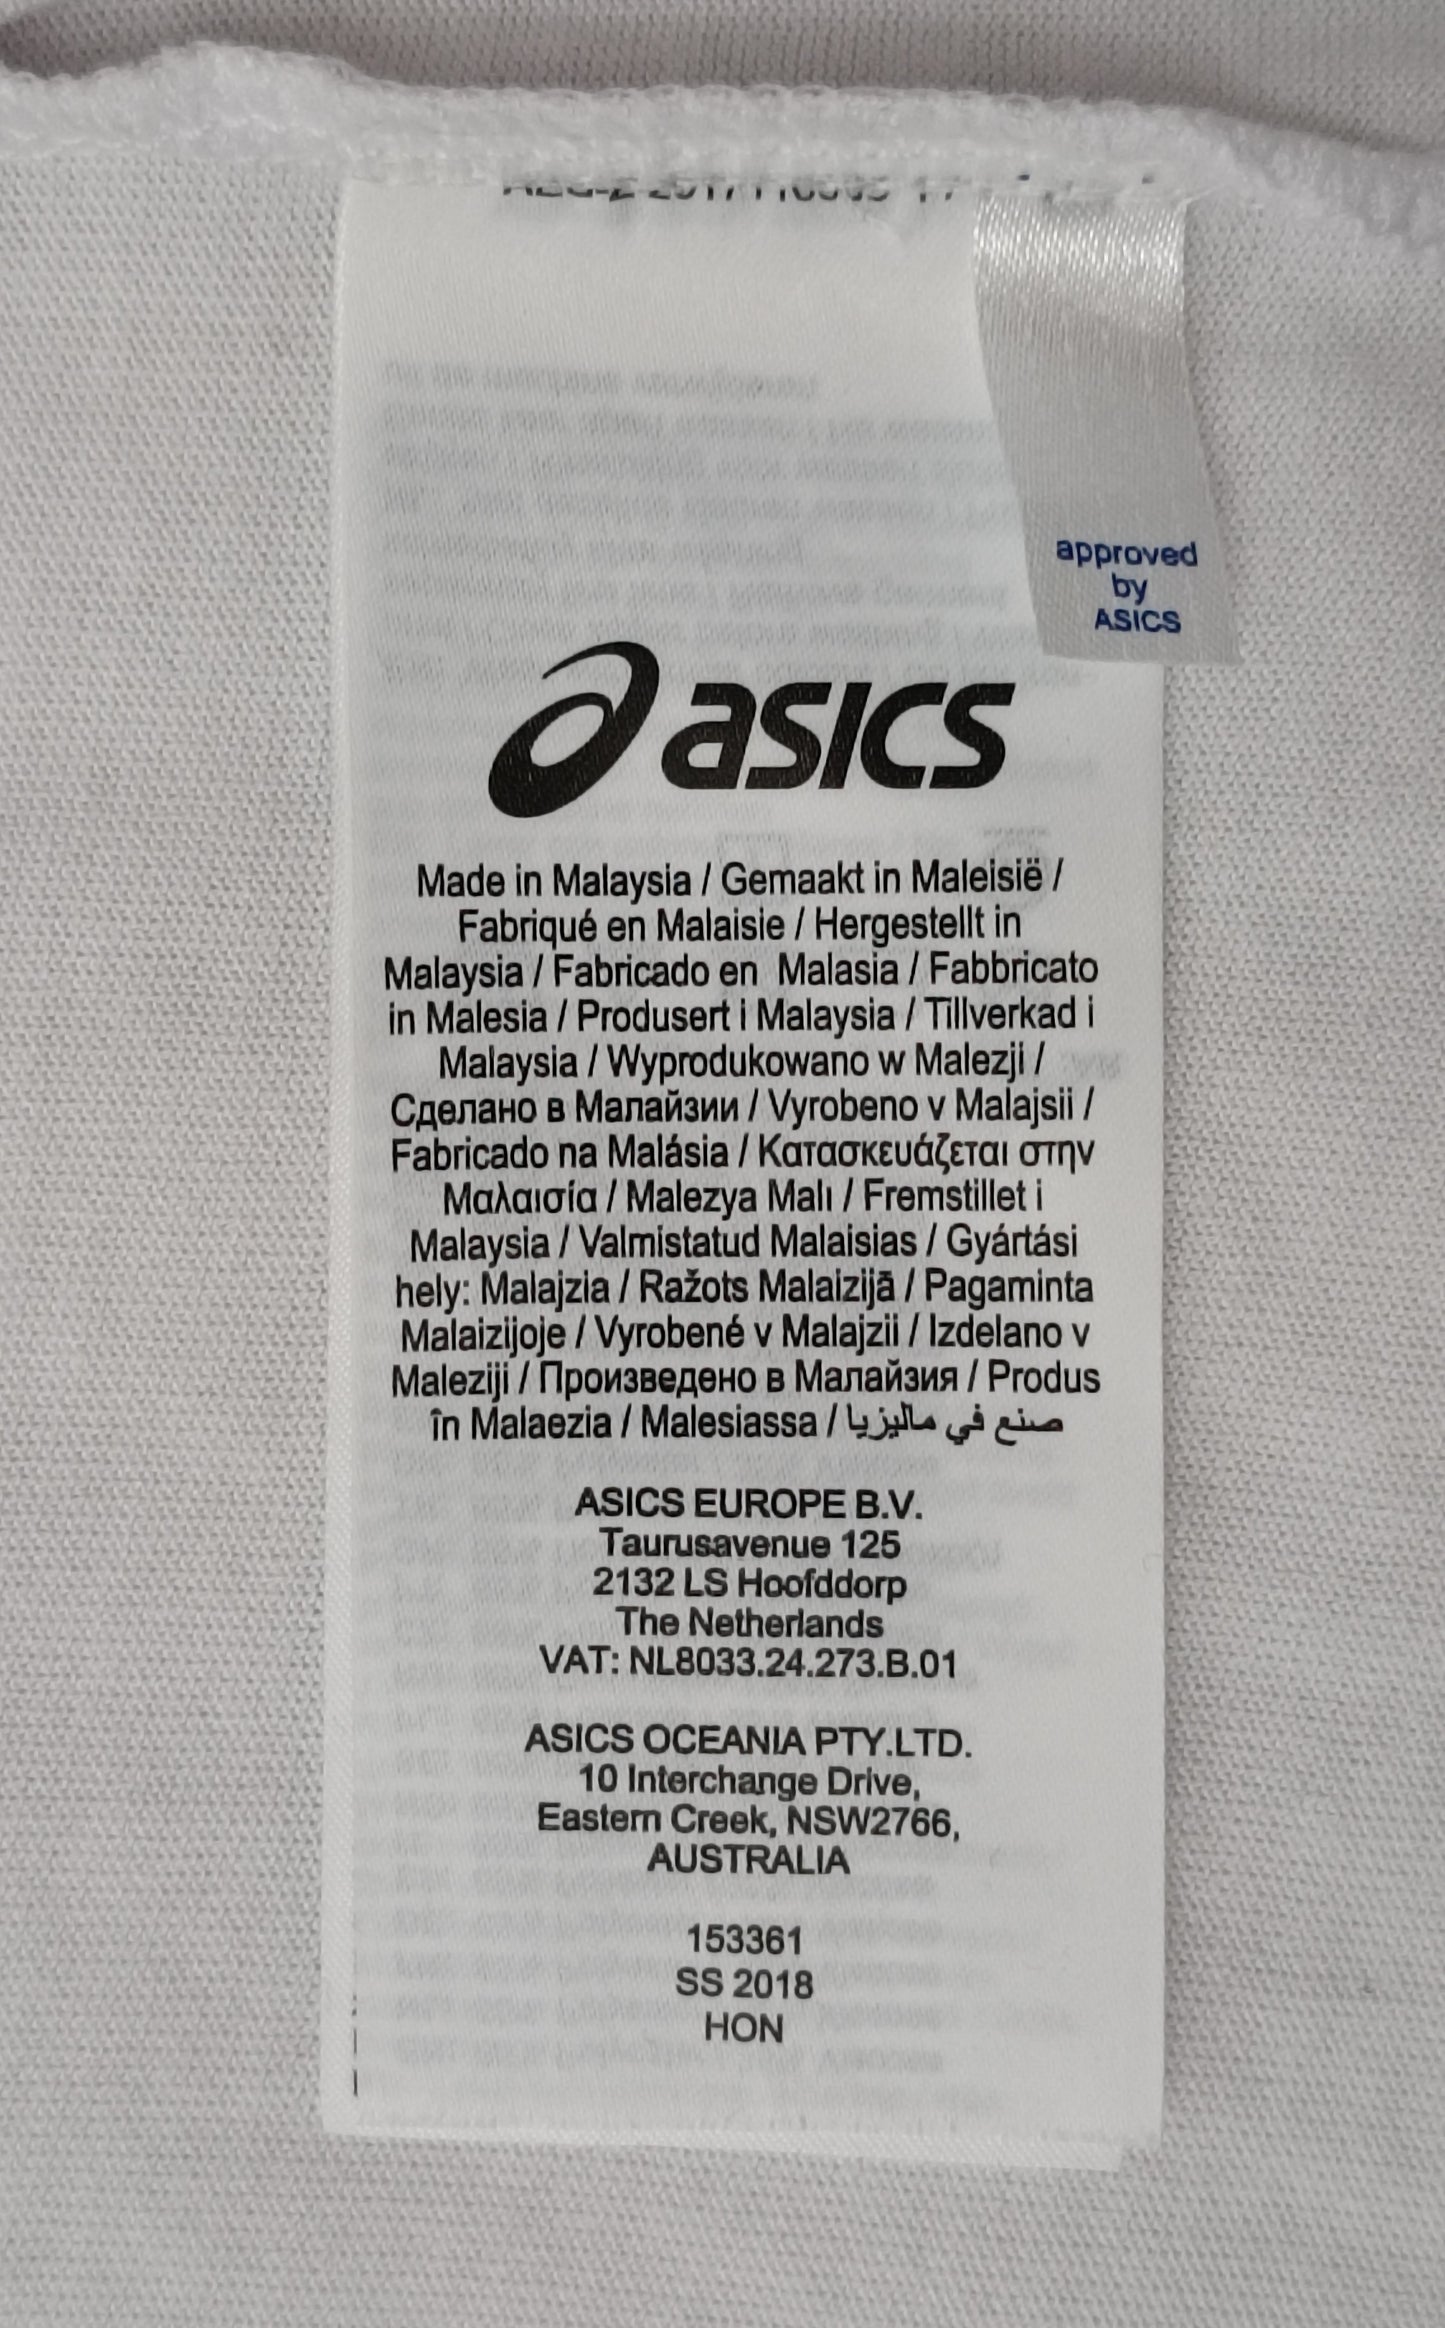 approved
by
ASICS
asics
Made in Malaysia / Gemaakt in Maleisië /
Fabriqué en Malaisie / Hergestellt in
Malaysia / Fabricado en Malasia / Fabbricato
in Malesia / Produsert i Malaysia / Tillverkad i
Malaysia / Wyprodukowano w Malezji /
Сделано в Малайзии / Vyrobeno v Malajsii /
Fabricado na Malásia / Κατασκευάζεται στην
Μαλαισία / Malezya Malı / Fremstillet i
Malaysia / Valmistatud Malaisias / Gyártási
hely: Malajzia / Ražots Malaizijā / Pagaminta
Malaizijoje / Vyrobené v Malajzii / Izdelano v
Maleziji / Произведено в Малайзия / Produs
în Malaezia / Malesiassa / صنع في ماليزيا
ASICS EUROPE B.V.
Taurusavenue 125
2132 LS Hoofddorp
The Netherlands
VAT: NL8033.24.273.B.01
ASICS OCEANIA PTY.LTD.
10 Interchange Drive,
Eastern Creek, NSW2766,
AUSTRALIA
153361
SS 2018
HON